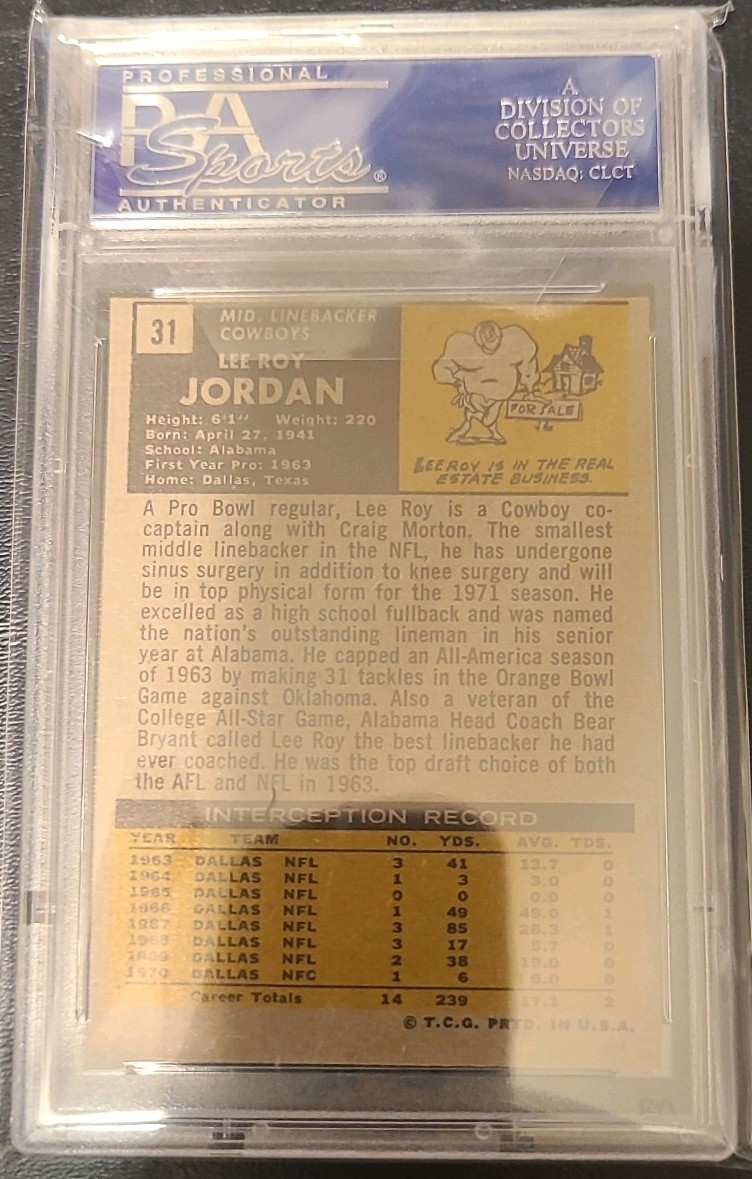 PROFESSIONAL
PSA
Sports®
AUTHENTICATOR
A
DIVISION OF
COLLECTORS
UNIVERSE
NASDAQ: CLCT
31
MID. LINEBACKER
COWBOYS
LEE ROY
JORDAN
Height: 6'1" Weight: 220
Born: April 27, 1941
School: Alabama
First Year Pro: 1963
Home: Dallas, Texas
FOR SALE
LEE ROY IS IN THE REAL
ESTATE BUSINESS.
A Pro Bowl regular, Lee Roy is a Cowboy co-
captain along with Craig Morton. The smallest
middle linebacker in the NFL, he has undergone
sinus surgery in addition to knee surgery and will
be in top physical form for the 1971 season. He
excelled as a high school fullback and was named
the nation's outstanding lineman in his senior
year at Alabama. He capped an All-America season
of 1963 by making 31 tackles in the Orange Bowl
Game against Oklahoma. Also a veteran of the
College All-Star Game, Alabama Head Coach Bear
Bryant called Lee Roy the best linebacker he had
ever coached. He was the top draft choice of both
the AFL and NFL in 1963.
INTERCEPTION RECORD
YEAR TEAM NO. YDS. AVG. TDS.
1963 DALLAS NFL 3 41 13.7 0
1964 DALLAS NFL 1 3 3.0 0
1965 DALLAS NFL 0 0 0.0 0
1966 DALLAS NFL 1 49 49.0 1
1967 DALLAS NFL 3 85 28.3 1
1968 DALLAS NFL 3 17 5.7 0
1969 DALLAS NFL 2 38 19.0 0
1970 DALLAS NFC 1 6 6.0 0
Career Totals 14 239 17.1 2
© T.C.G. PRTD. IN U.S.A.